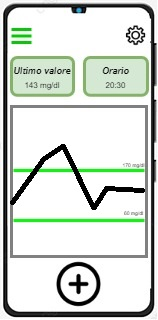 Ultimo valore
143 mg/dl
Orario
20:30
170 mg/dl
60 mg/dl